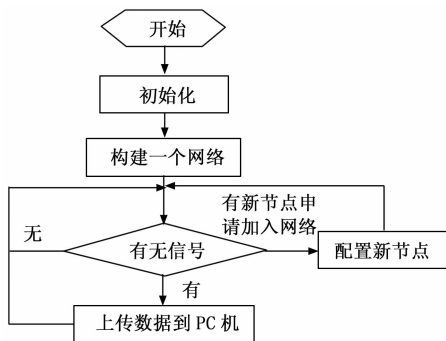 开始
初始化
构建一个网络
有新节点申
请加入网络
无
有无信号
配置新节点
有
上传数据到 PC 机